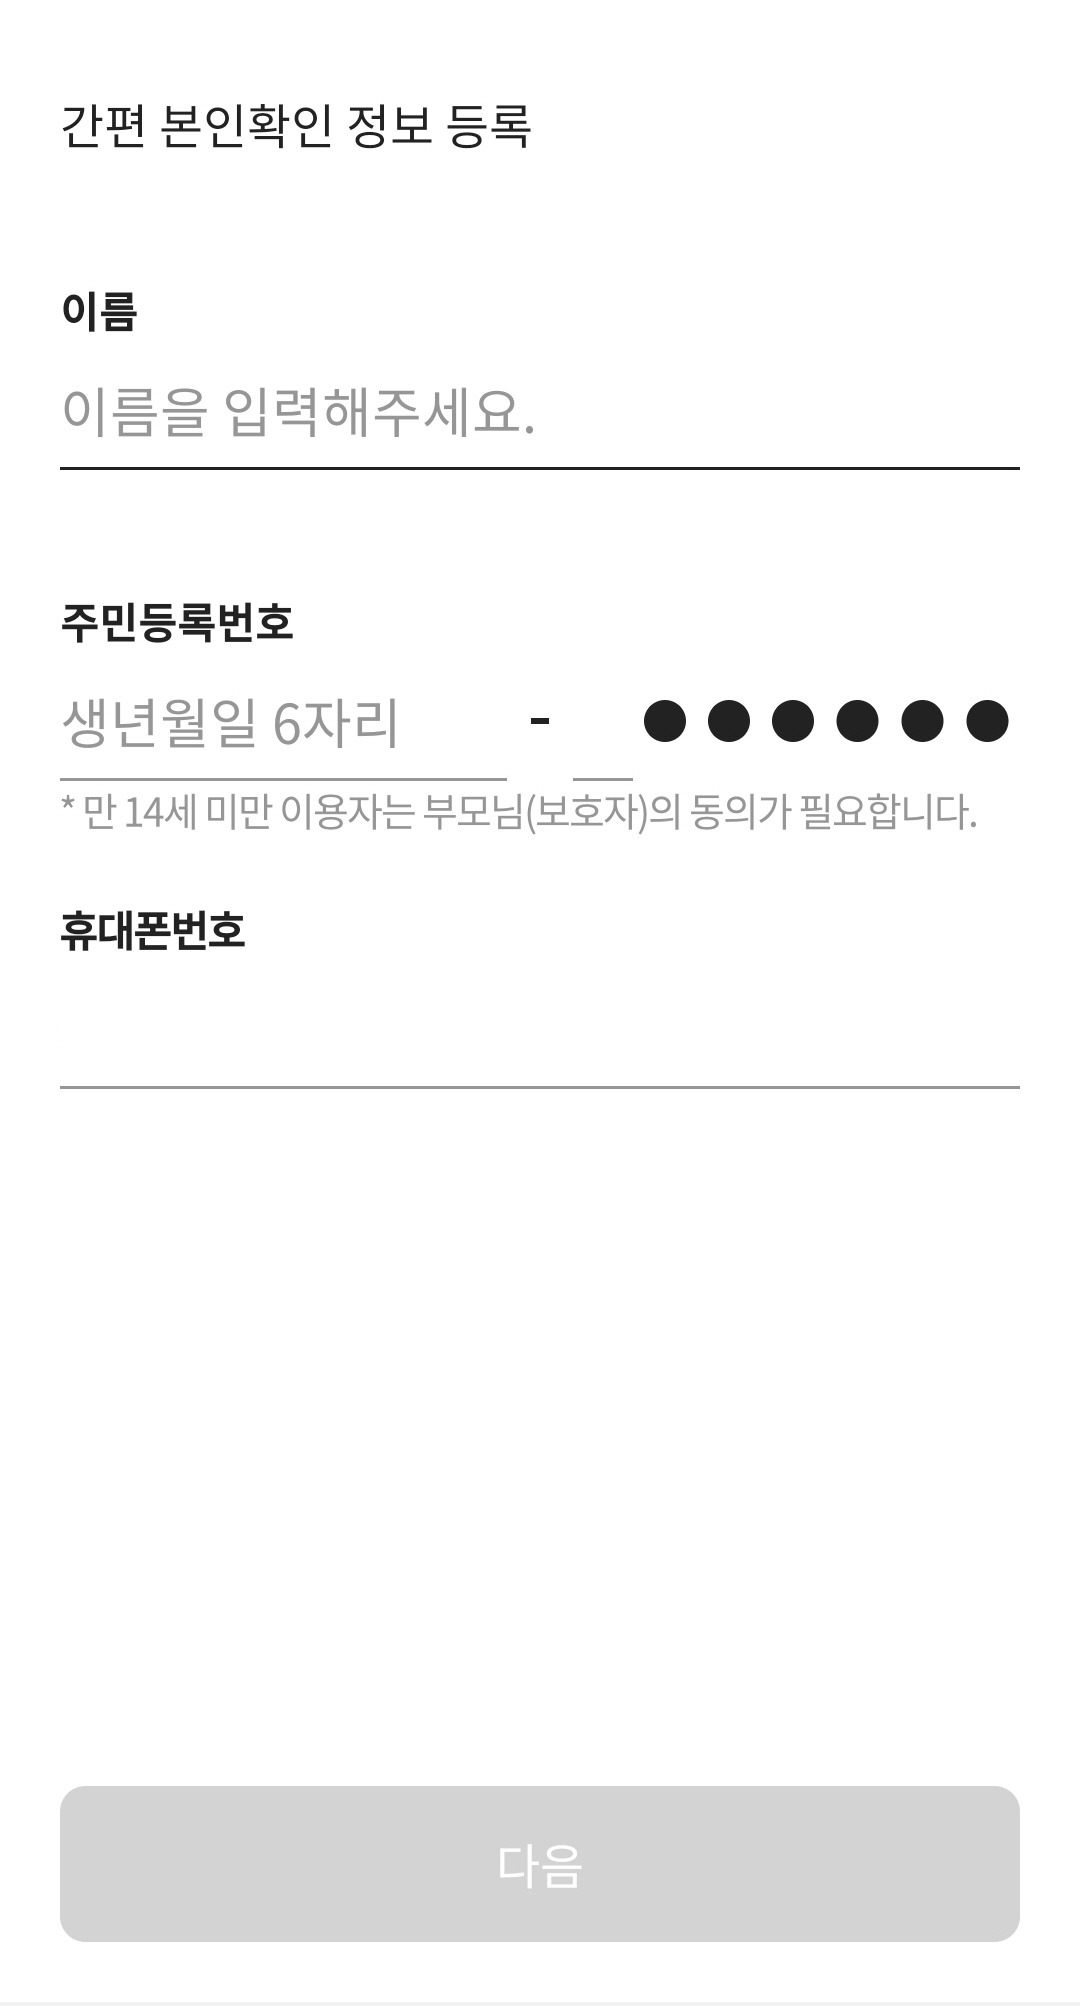 간편 본인확인 정보 등록
이름
이름을 입력해주세요.
주민등록번호
생년월일 6자리 - ●●●●●●
* 만 14세 미만 이용자는 부모님(보호자)의 동의가 필요합니다.
휴대폰번호
다음